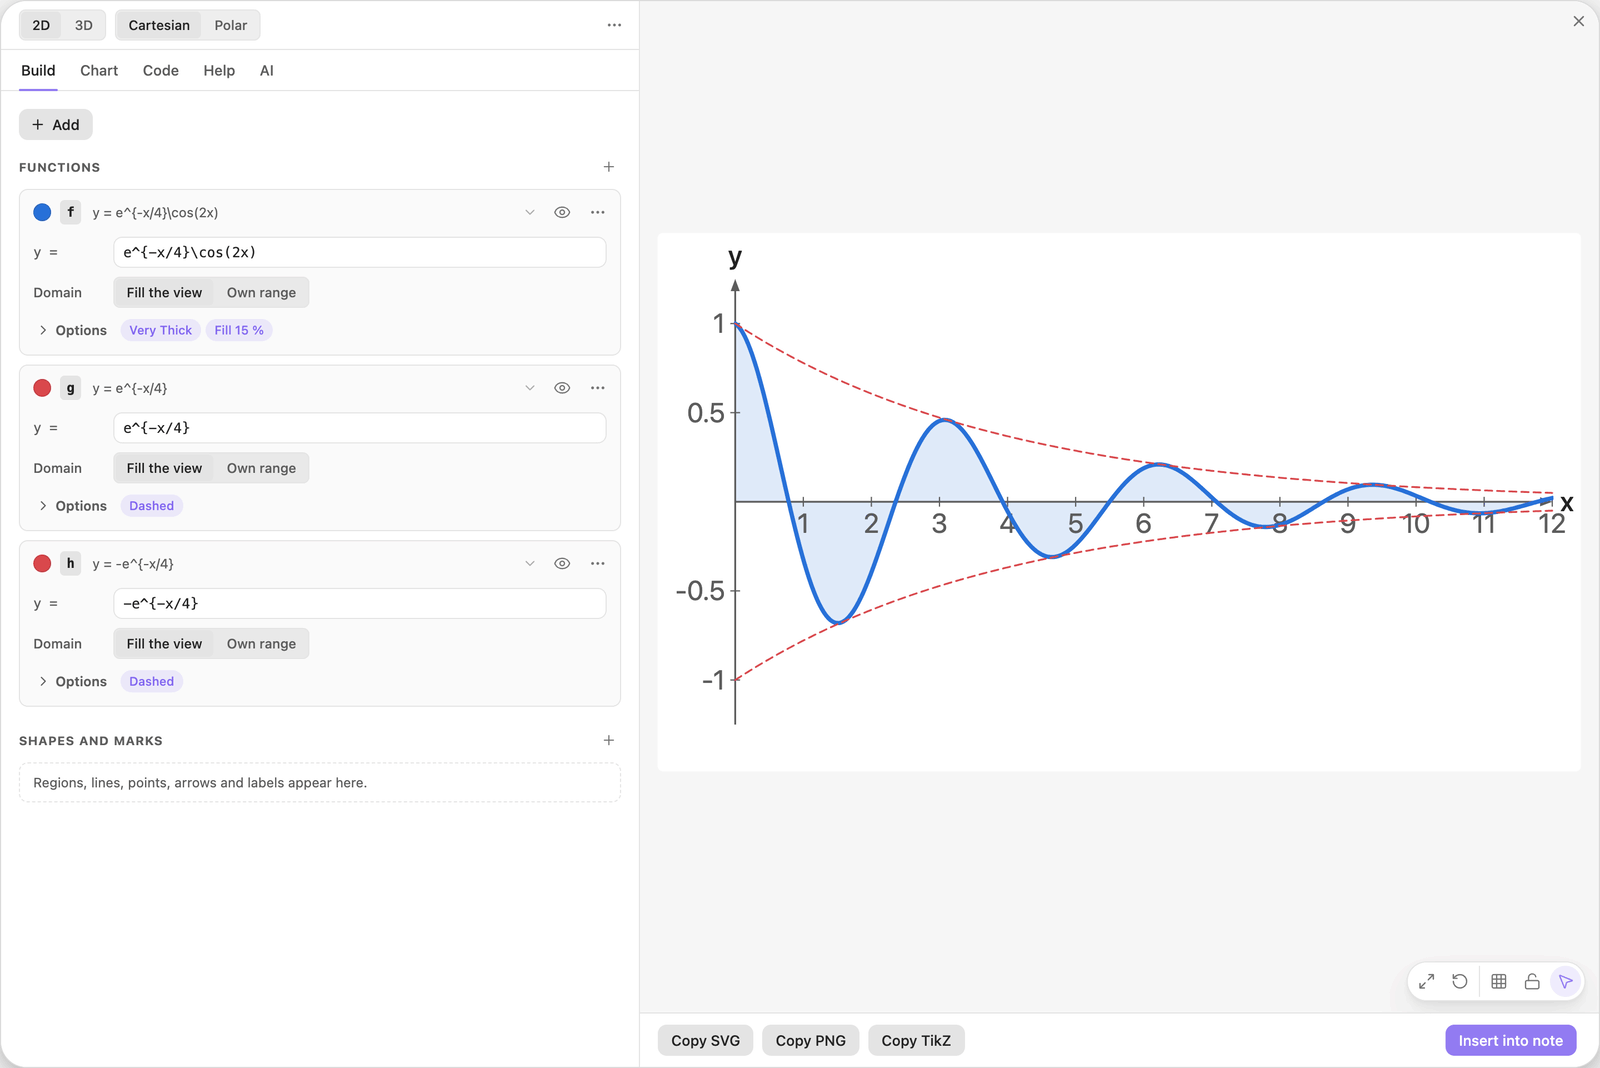 2D 3D Cartesian Polar
Build Chart Code Help AI
+ Add
FUNCTIONS
f y = e^{-x/4}\cos(2x)
y = e^{-x/4}\cos(2x)
Domain Fill the view Own range
Options Very Thick Fill 15 %
g y = e^{-x/4}
y = e^{-x/4}
Domain Fill the view Own range
Options Dashed
h y = -e^{-x/4}
y = -e^{-x/4}
Domain Fill the view Own range
Options Dashed
SHAPES AND MARKS
Regions, lines, points, arrows and labels appear here.
y
1
0.5
x
1 2 3 4 5 6 7 8 9 10 11 12
-0.5
-1
Copy SVG Copy PNG Copy TikZ Insert into note